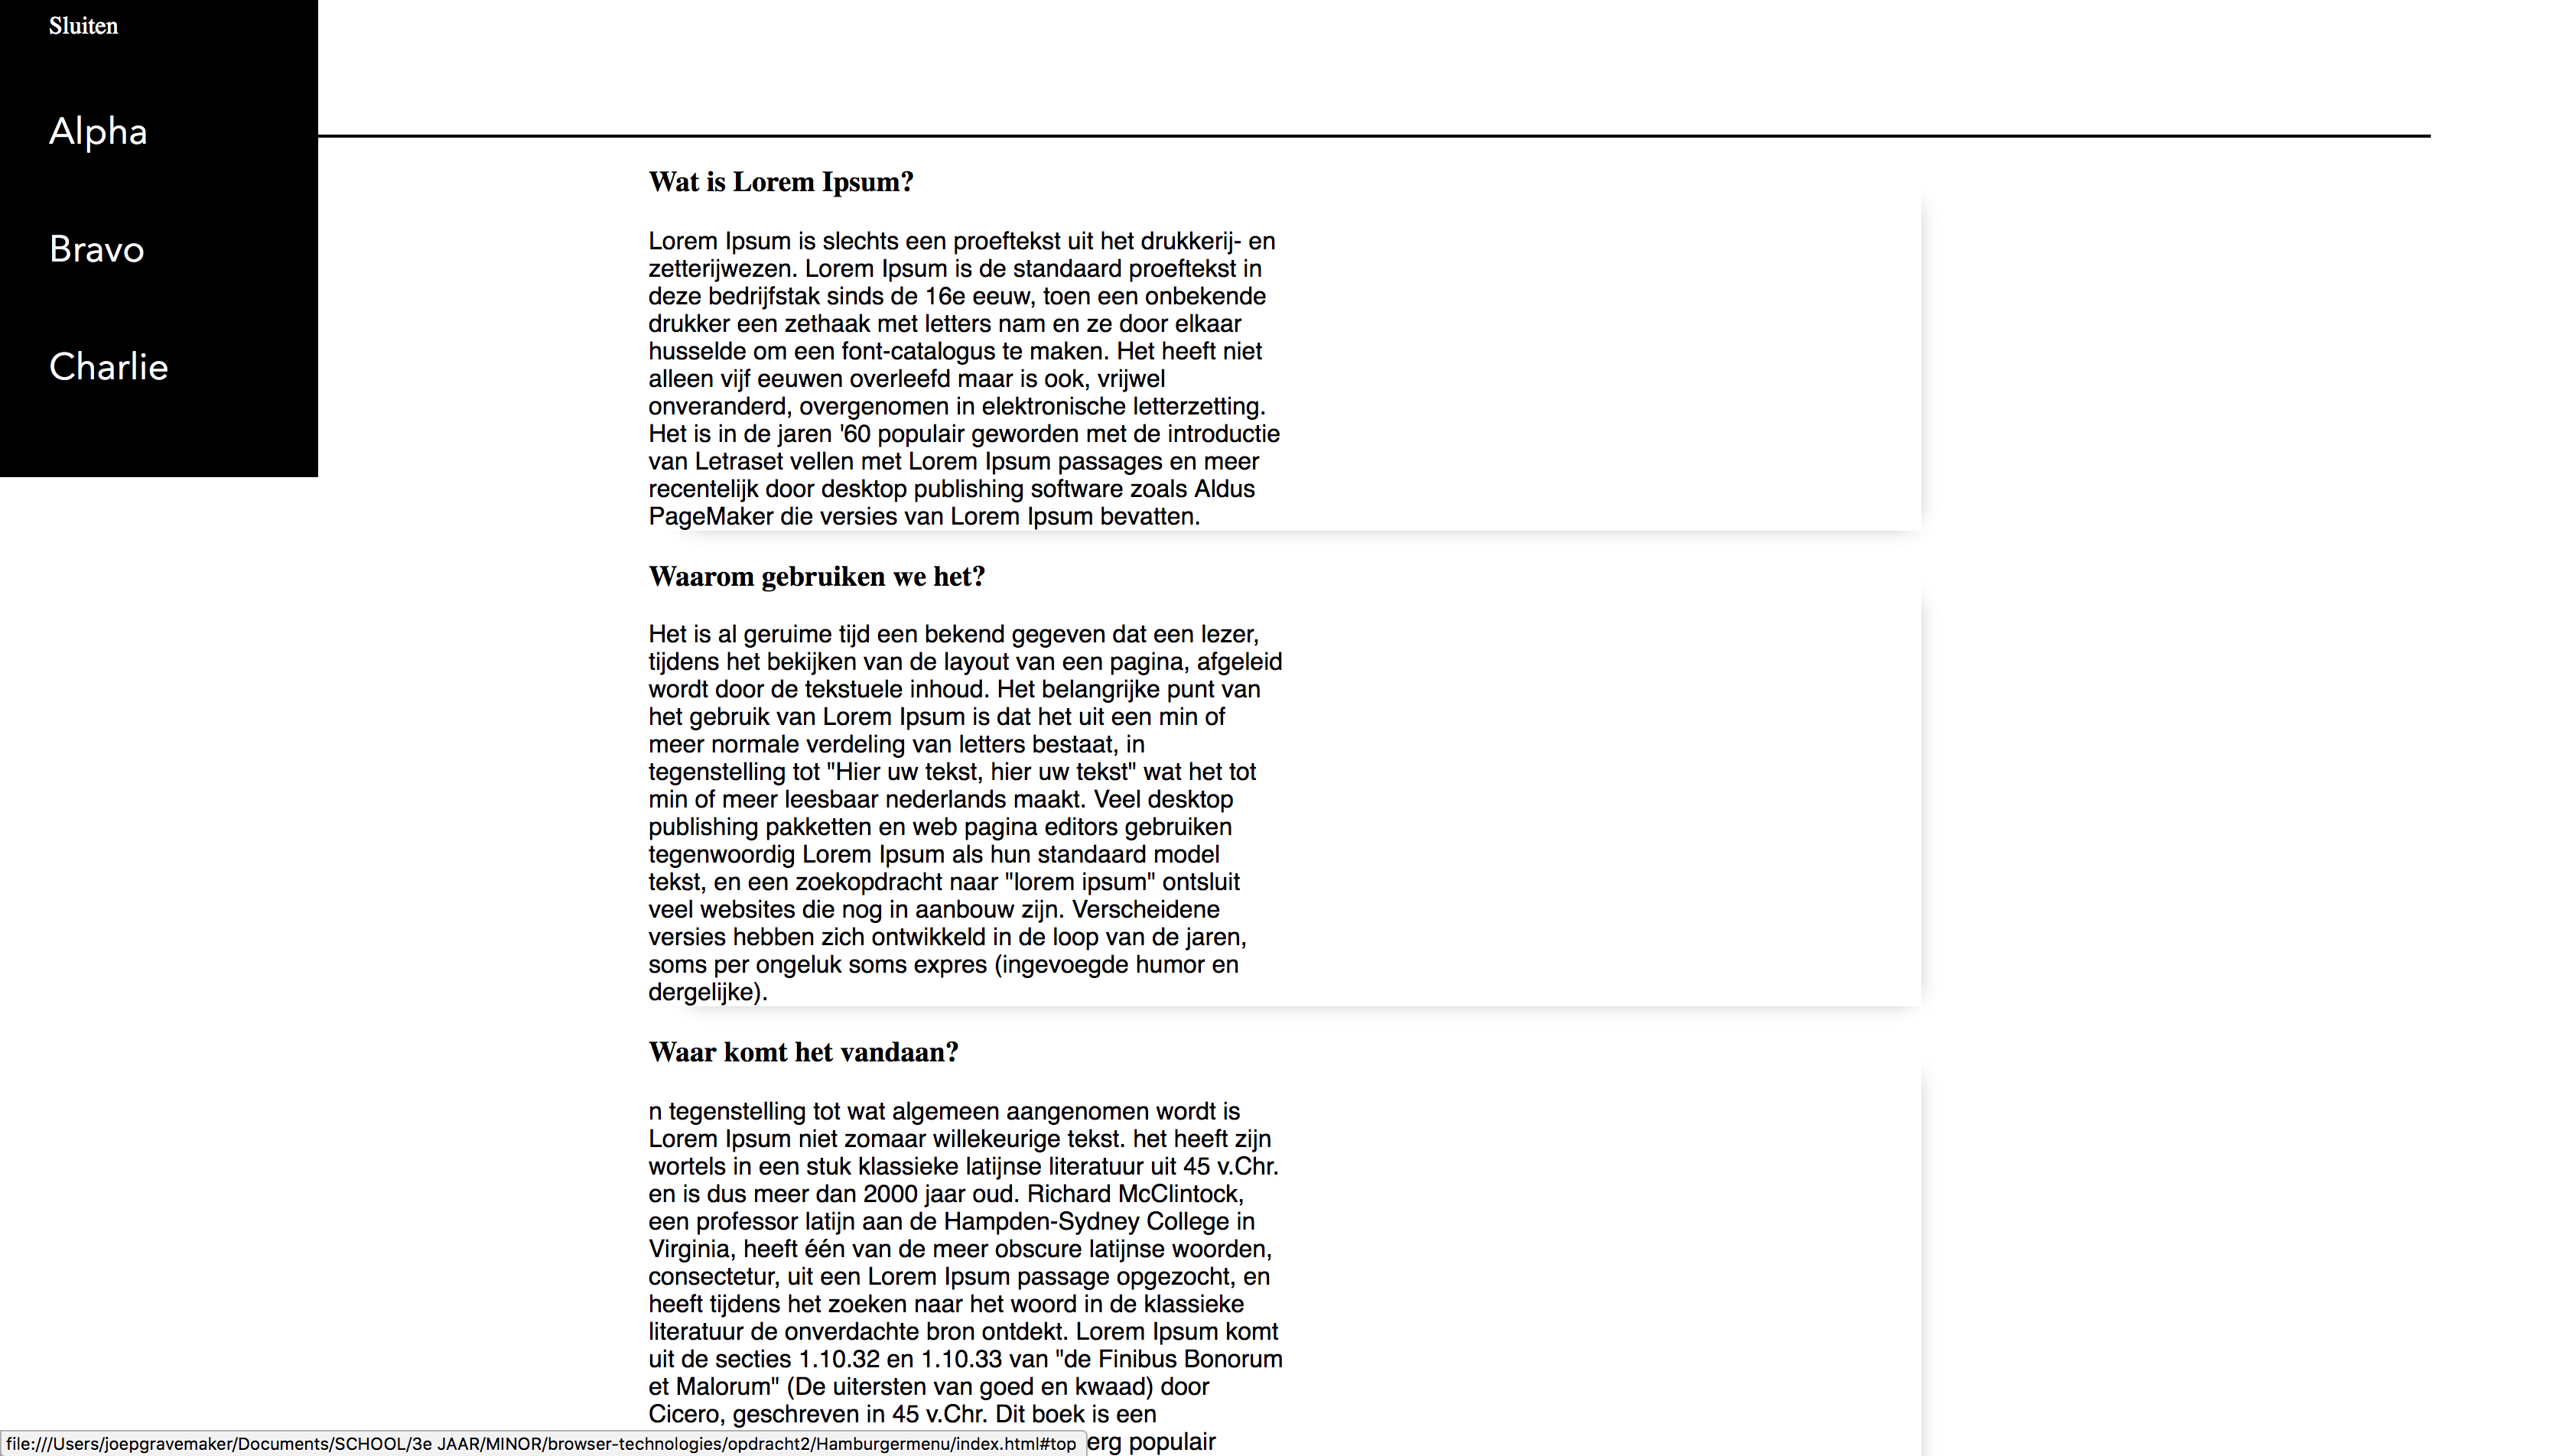 Sluiten
Alpha
Bravo
Charlie
Wat is Lorem Ipsum?
Lorem Ipsum is slechts een proeftekst uit het drukkerij- en
zetterijwezen. Lorem Ipsum is de standaard proeftekst in
deze bedrijfstak sinds de 16e eeuw, toen een onbekende
drukker een zethaak met letters nam en ze door elkaar
husselde om een font-catalogus te maken. Het heeft niet
alleen vijf eeuwen overleefd maar is ook, vrijwel
onveranderd, overgenomen in elektronische letterzetting.
Het is in de jaren '60 populair geworden met de introductie
van Letraset vellen met Lorem Ipsum passages en meer
recentelijk door desktop publishing software zoals Aldus
PageMaker die versies van Lorem Ipsum bevatten.
Waarom gebruiken we het?
Het is al geruime tijd een bekend gegeven dat een lezer,
tijdens het bekijken van de layout van een pagina, afgeleid
wordt door de tekstuele inhoud. Het belangrijke punt van
het gebruik van Lorem Ipsum is dat het uit een min of
meer normale verdeling van letters bestaat, in
tegenstelling tot "Hier uw tekst, hier uw tekst" wat het tot
min of meer leesbaar nederlands maakt. Veel desktop
publishing pakketten en web pagina editors gebruiken
tegenwoordig Lorem Ipsum als hun standaard model
tekst, en een zoekopdracht naar "lorem ipsum" ontsluit
veel websites die nog in aanbouw zijn. Verscheidene
versies hebben zich ontwikkeld in de loop van de jaren,
soms per ongeluk soms expres (ingevoegde humor en
dergelijke).
Waar komt het vandaan?
n tegenstelling tot wat algemeen aangenomen wordt is
Lorem Ipsum niet zomaar willekeurige tekst. het heeft zijn
wortels in een stuk klassieke latijnse literatuur uit 45 v.Chr.
en is dus meer dan 2000 jaar oud. Richard McClintock,
een professor latijn aan de Hampden-Sydney College in
Virginia, heeft één van de meer obscure latijnse woorden,
consectetur, uit een Lorem Ipsum passage opgezocht, en
heeft tijdens het zoeken naar het woord in de klassieke
literatuur de onverdachte bron ontdekt. Lorem Ipsum komt
uit de secties 1.10.32 en 1.10.33 van "de Finibus Bonorum
et Malorum" (De uitersten van goed en kwaad) door
Cicero, geschreven in 45 v.Chr. Dit boek is een
erg populair
file:///Users/joepgravemaker/Documents/SCHOOL/3e JAAR/MINOR/browser-technologies/opdracht2/Hamburgermenu/index.html#top